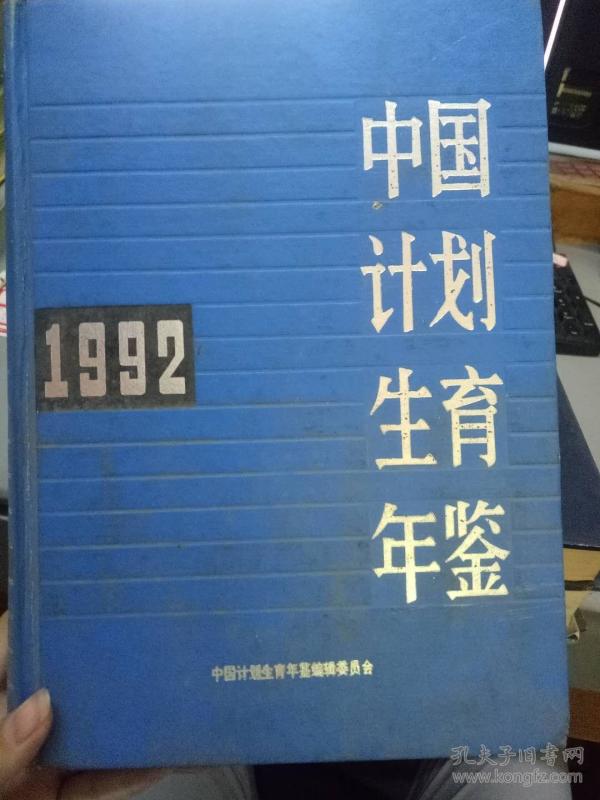 中国
计划
生育
年鉴
1992
中国计划生育年鉴编辑委员会
孔夫子旧书网
www.kongfz.com